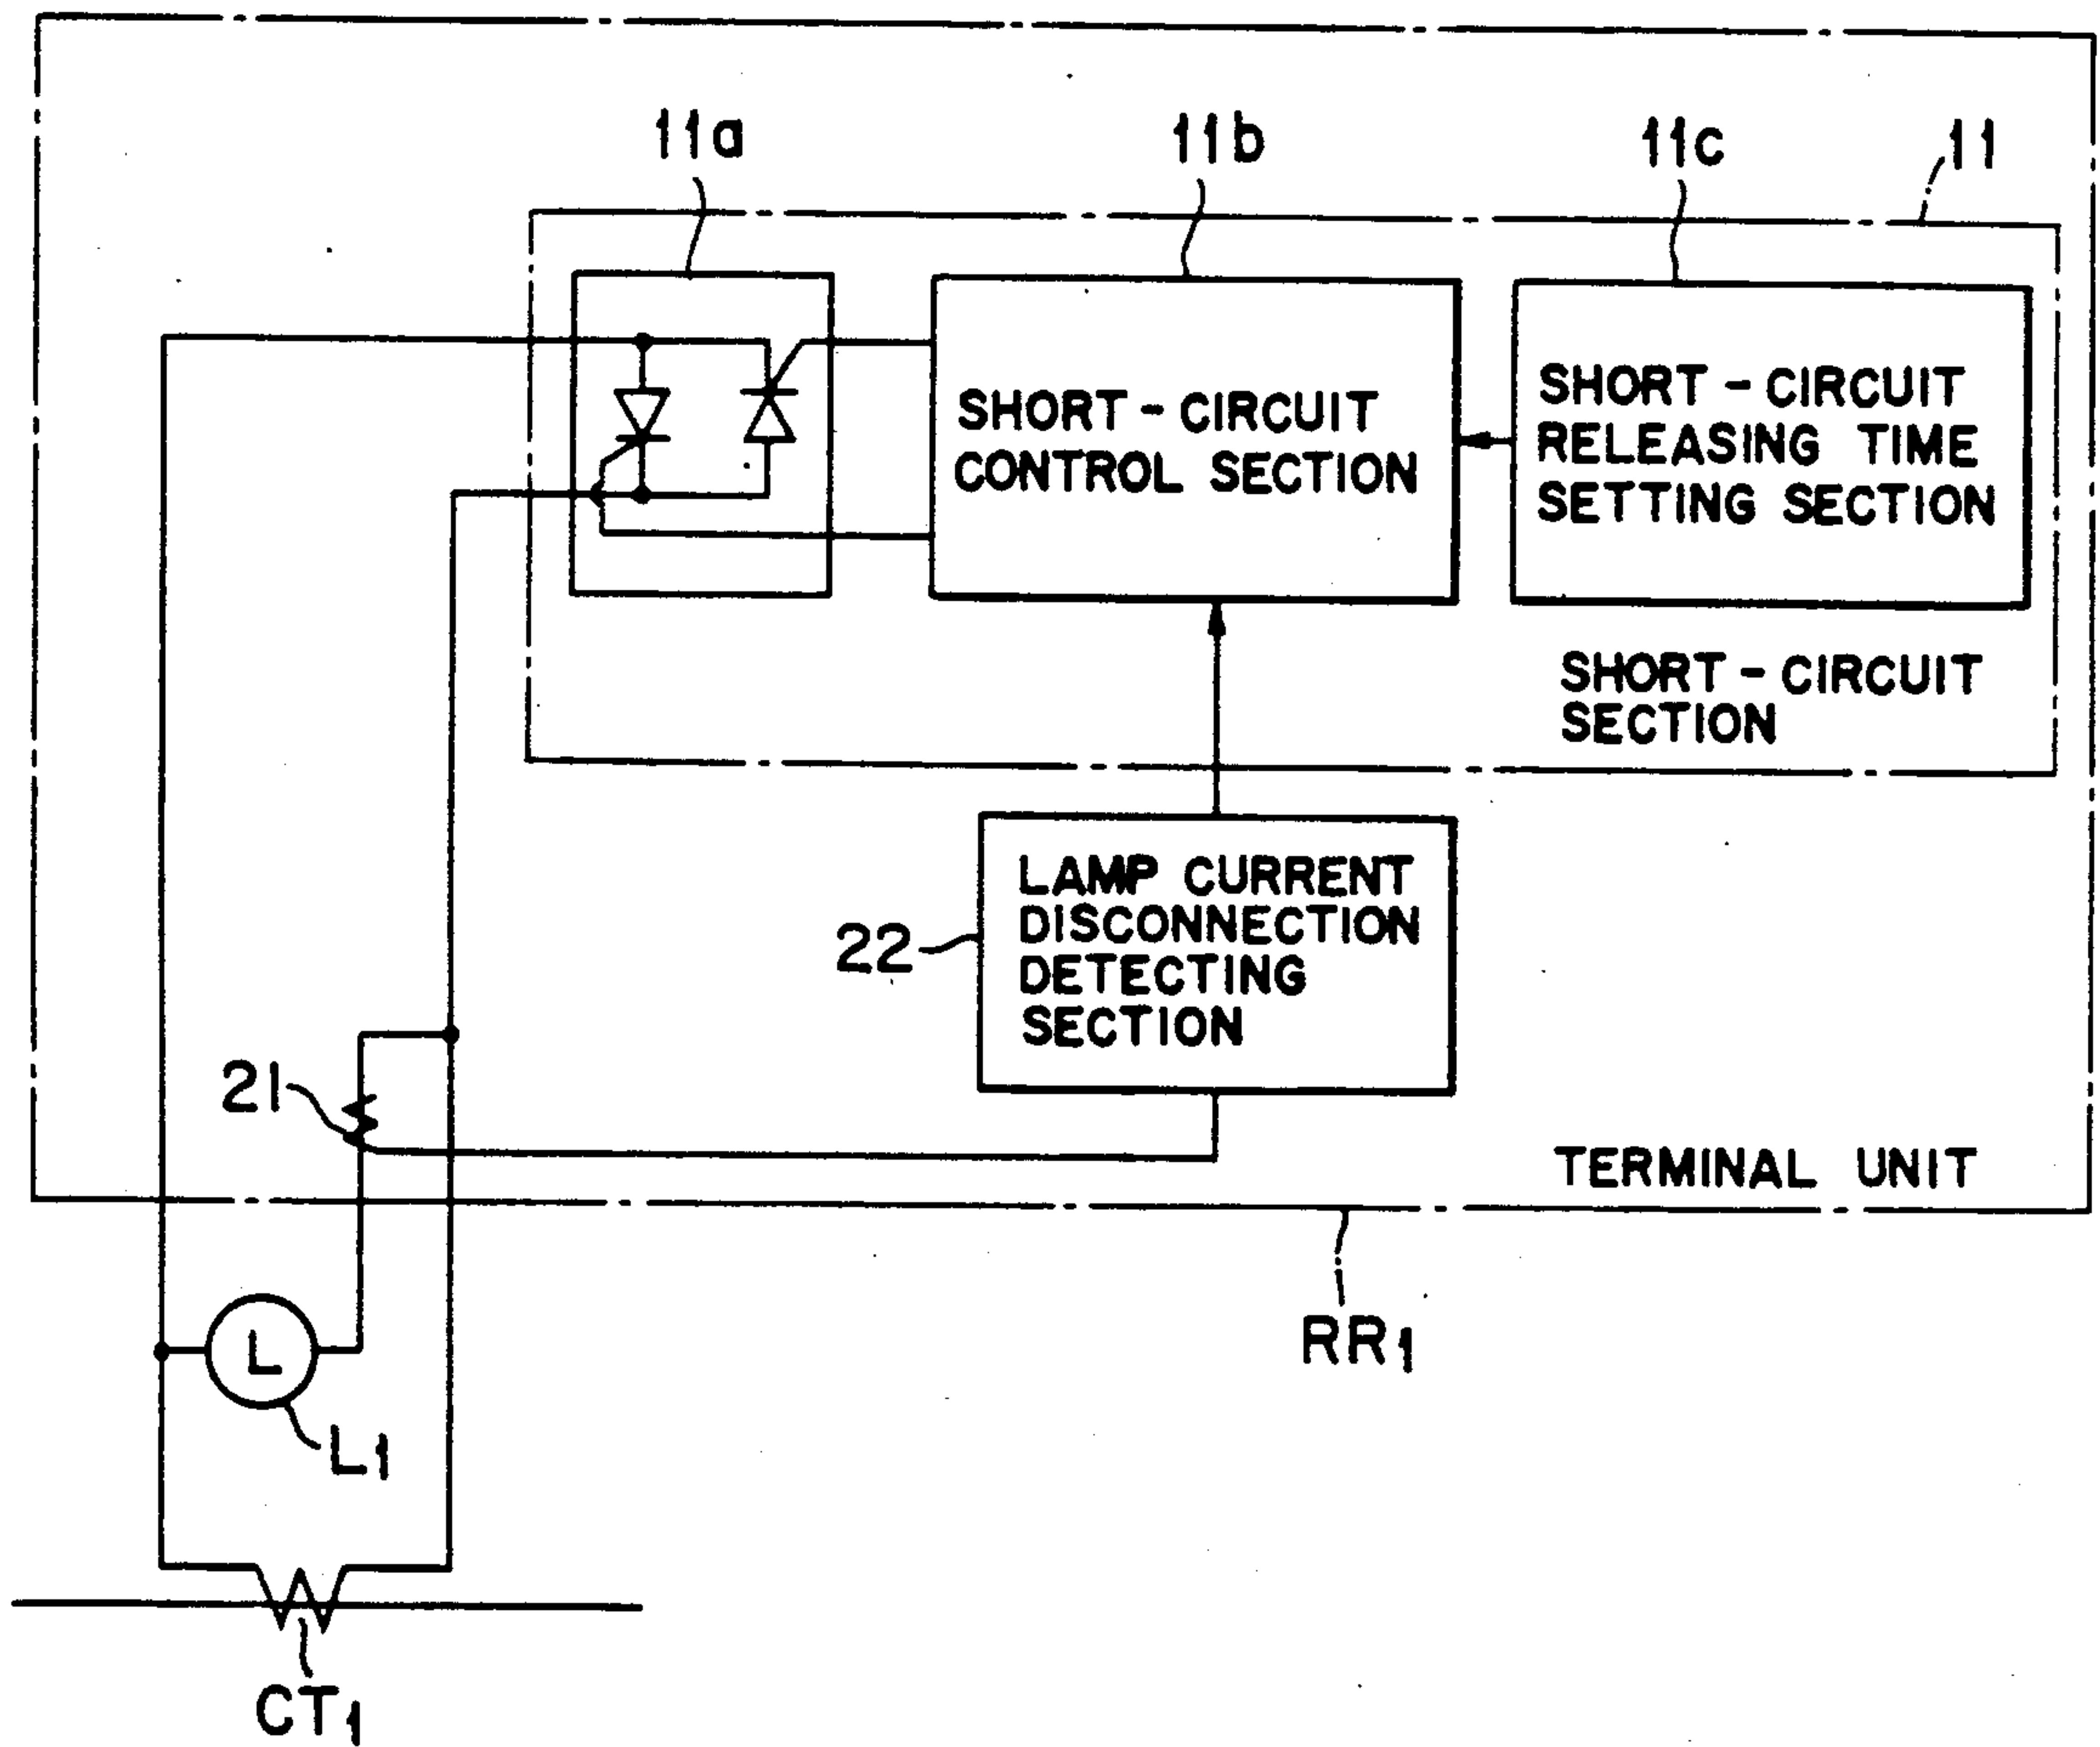 11a
11b
11c
11
SHORT-CIRCUIT
CONTROL SECTION
SHORT-CIRCUIT
RELEASING TIME
SETTING SECTION
SHORT-CIRCUIT
SECTION
22
LAMP CURRENT
DISCONNECTION
DETECTING
SECTION
21
TERMINAL UNIT
RR1
L
L1
CT1